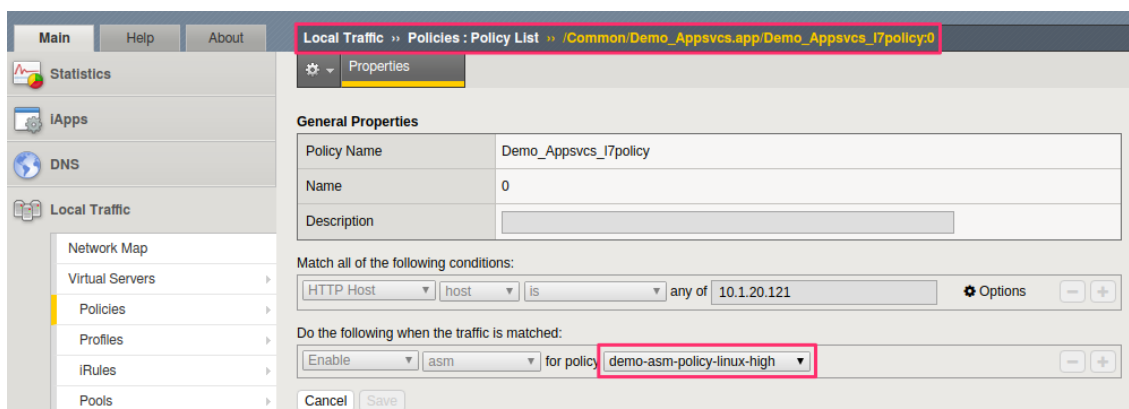 Main Help About
Local Traffic ›› Policies : Policy List ›› /Common/Demo_Appsvcs.app/Demo_Appsvcs_l7policy:0
Statistics
Properties
iApps
General Properties
Policy Name Demo_Appsvcs_l7policy
DNS
Name 0
Local Traffic
Description
Network Map
Match all of the following conditions:
Virtual Servers
HTTP Host host is any of 10.1.20.121 Options
Policies
Profiles
Do the following when the traffic is matched:
Enable asm for policy demo-asm-policy-linux-high
iRules
Pools
Cancel Save